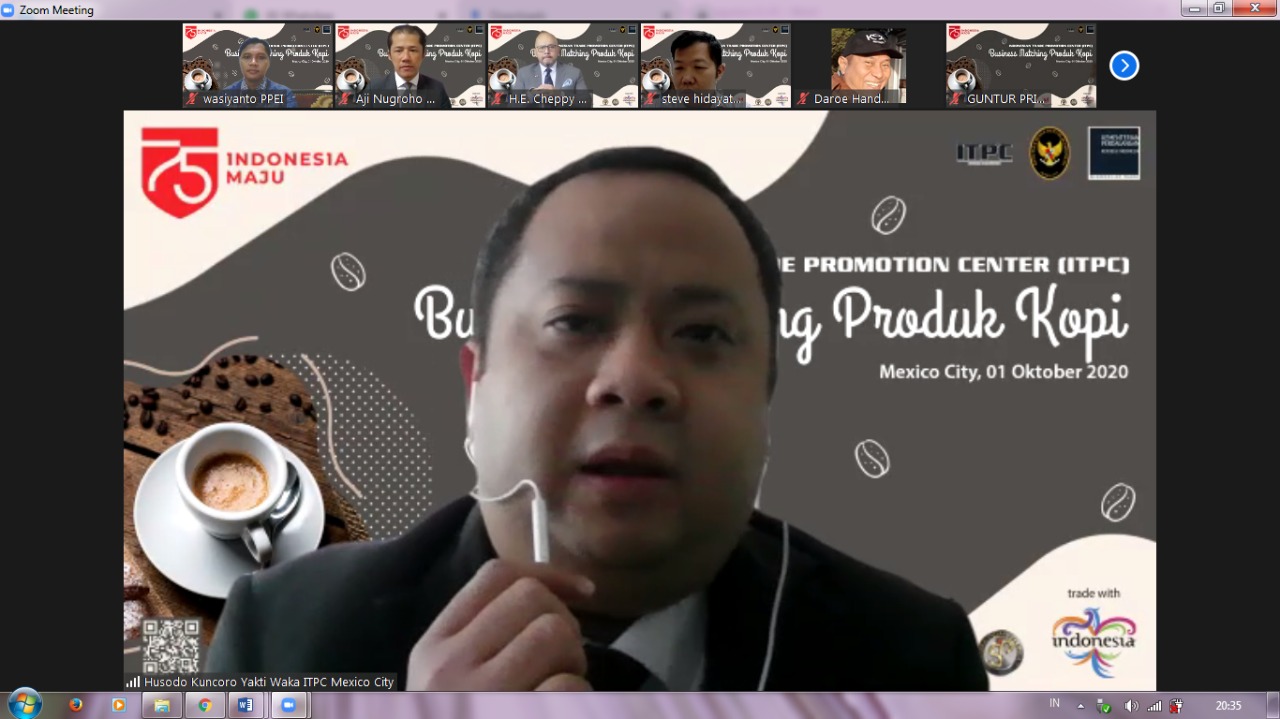 Zoom Meeting
wasiyanto PPEI
Aji Nugroho ...
H.E. Cheppy ...
steve hidayat...
Daroe Hand...
GUNTUR PRI...
75
INDONESIA
MAJU
ITPC
E PROMOTION CENTER (ITPC)
Bu ng Produk Kopi
Mexico City, 01 Oktober 2020
trade with
indonesia
Husodo Kuncoro Yakti Waka ITPC Mexico City
IN
20:35